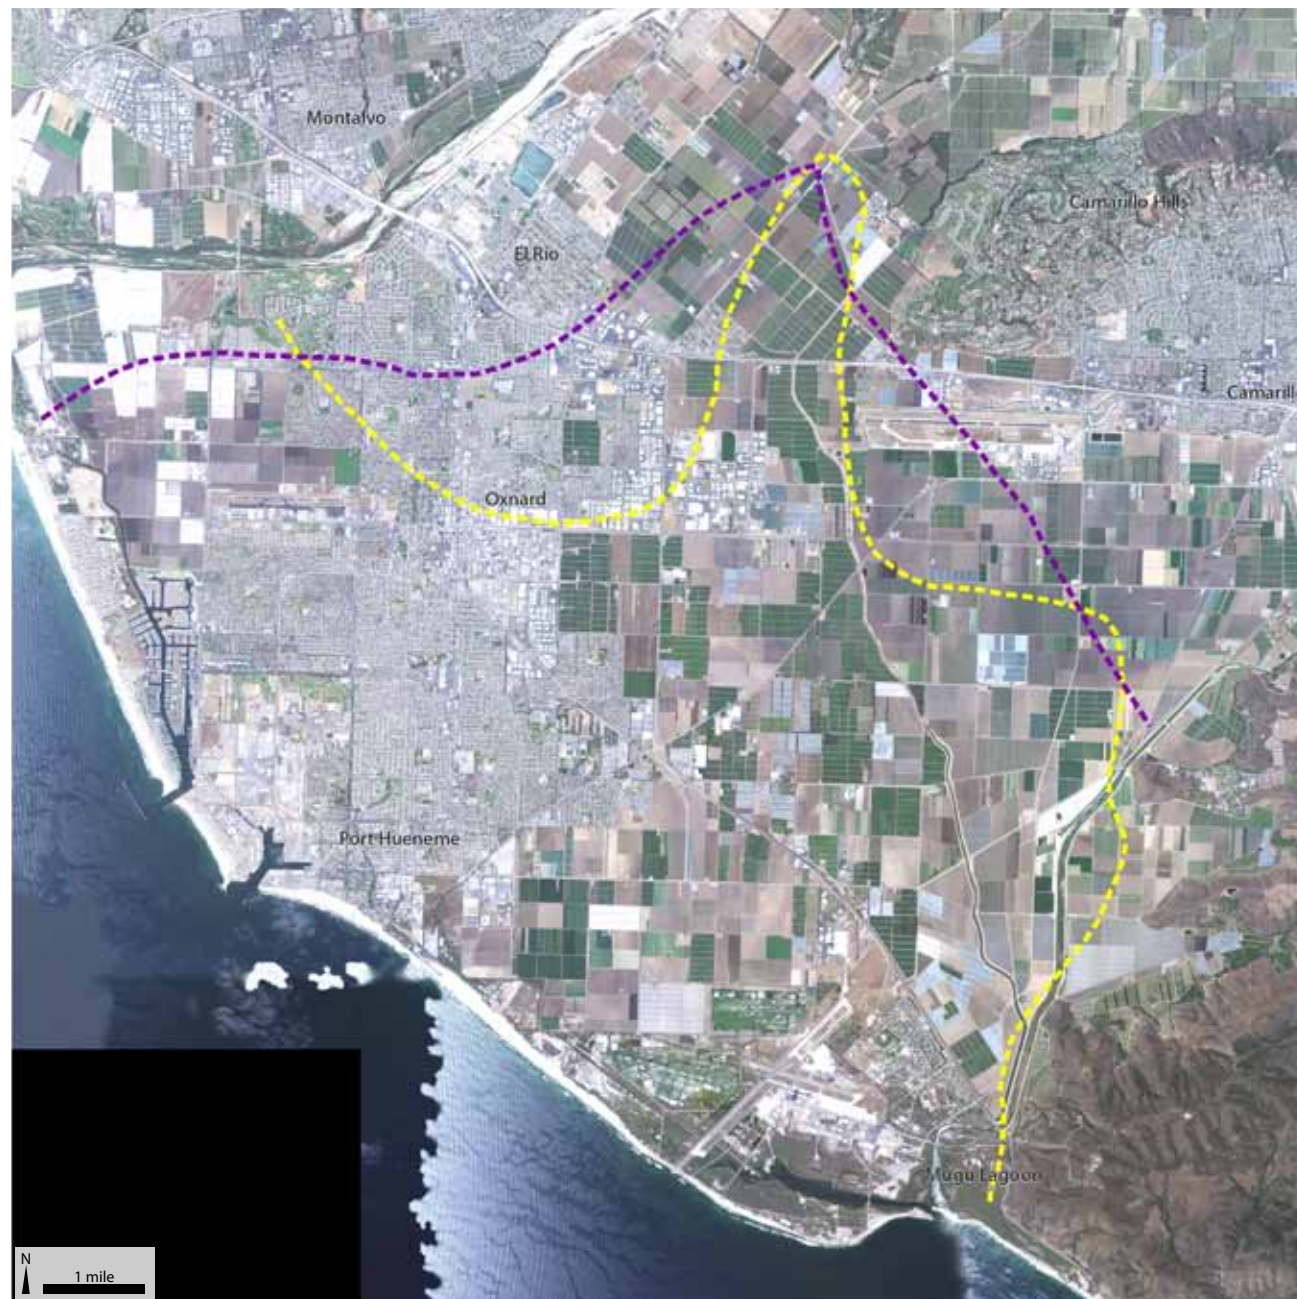 Montalvo
Camarillo Hills
El Rio
Camarill
Oxnard
Port Hueneme
Mugu Lagoon
N
1 mile